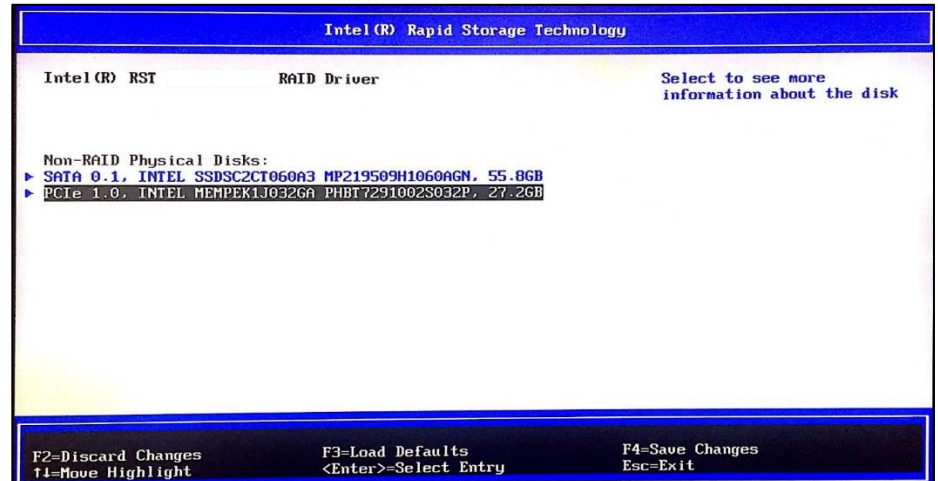 Intel(R) Rapid Storage Technology
Intel(R) RST RAID Driver
Select to see more
information about the disk
Non-RAID Physical Disks:
SATA 0.1, INTEL SSDSC2CT060A3 MP219509H1060AGN, 55.8GB
PCIe 1.0, INTEL MEMPEK1J032GA PHBT7291002S032P, 27.2GB
F2=Discard Changes F3=Load Defaults F4=Save Changes
↑↓=Move Highlight <Enter>=Select Entry Esc=Exit